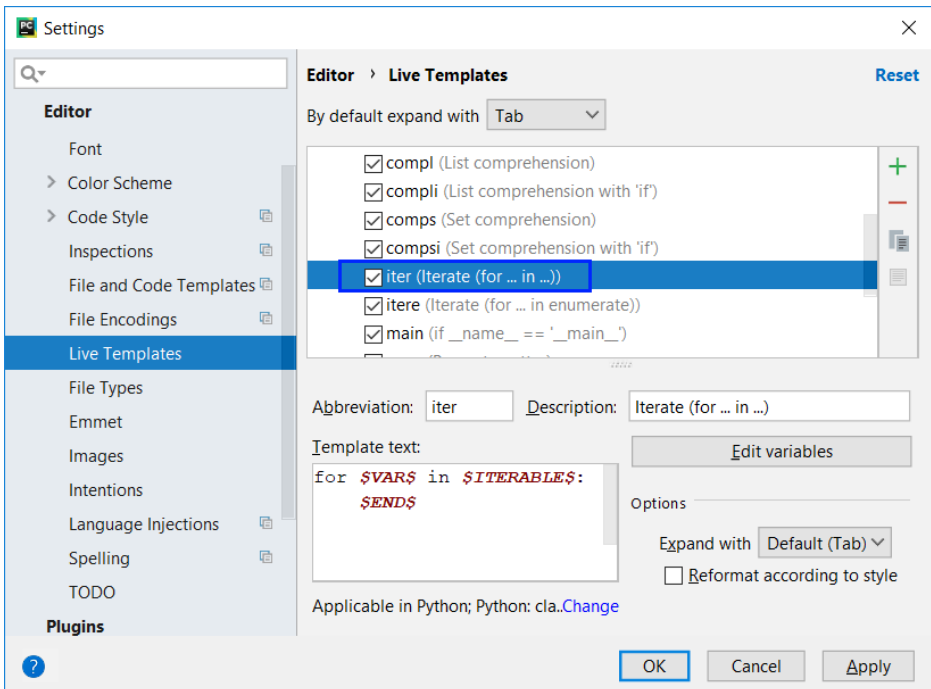 PC Settings
Editor › Live Templates Reset
Editor
By default expand with Tab
Font
Color Scheme
Code Style
Inspections
File and Code Templates
File Encodings
Live Templates
File Types
Emmet
Images
Intentions
Language Injections
Spelling
TODO
Plugins
compl (List comprehension)
compli (List comprehension with 'if')
comps (Set comprehension)
compsi (Set comprehension with 'if')
iter (Iterate (for ... in ...))
itere (Iterate (for ... in enumerate))
main (if __name__ == '__main__')
Abbreviation: iter Description: Iterate (for ... in ...)
Template text:
Edit variables
for $VAR$ in $ITERABLE$:
$END$
Options
Expand with Default (Tab)
Reformat according to style
Applicable in Python; Python: cla..Change
? OK Cancel Apply